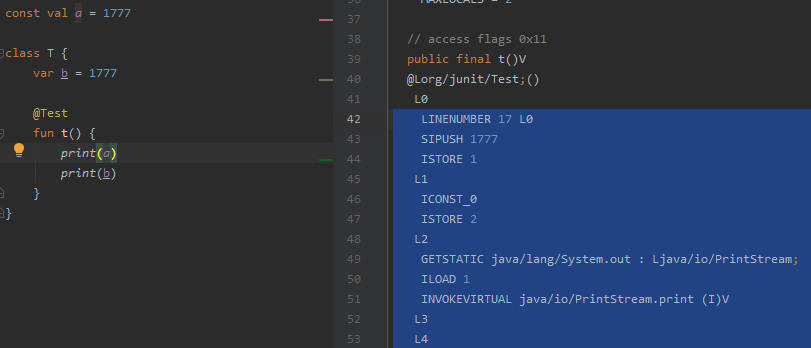 const val a = 1777
class T {
var b = 1777
@Test
fun t() {
print(a)
print(b)
}
}
36 MAXLOCALS = 2
37
38 // access flags 0x11
39 public final t()V
40 @Lorg/junit/Test;()
41 L0
42 LINENUMBER 17 L0
43 SIPUSH 1777
44 ISTORE 1
45 L1
46 ICONST_0
47 ISTORE 2
48 L2
49 GETSTATIC java/lang/System.out : Ljava/io/PrintStream;
50 ILOAD 1
51 INVOKEVIRTUAL java/io/PrintStream.print (I)V
52 L3
53 L4